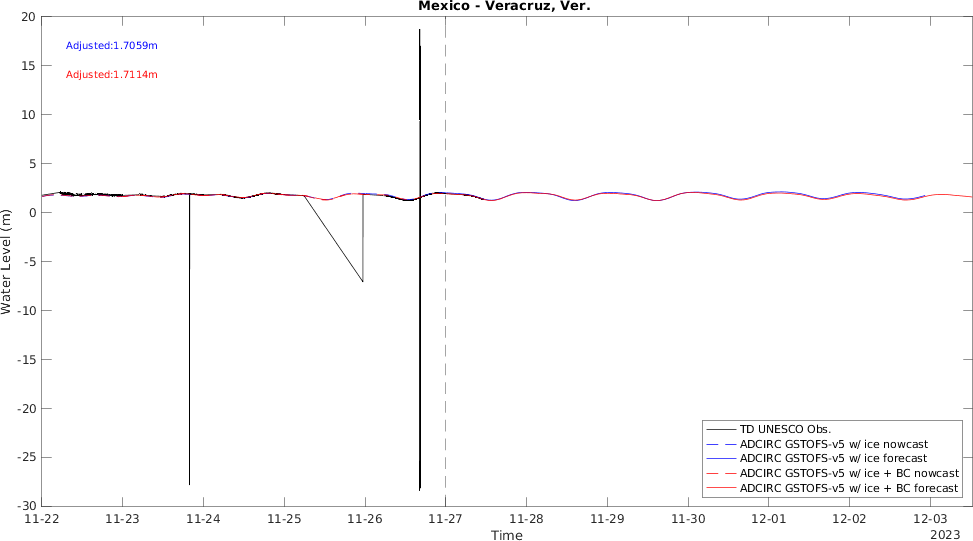 Mexico - Veracruz, Ver.
20
15
10
5
0
-5
-10
-15
-20
-25
-30
Water Level (m)
Adjusted:1.7059m
Adjusted:1.7114m
TD UNESCO Obs.
ADCIRC GSTOFS-v5 w/ ice nowcast
ADCIRC GSTOFS-v5 w/ ice forecast
ADCIRC GSTOFS-v5 w/ ice + BC nowcast
ADCIRC GSTOFS-v5 w/ ice + BC forecast
11-22 11-23 11-24 11-25 11-26 11-27 11-28 11-29 11-30 12-01 12-02 12-03
Time
2023